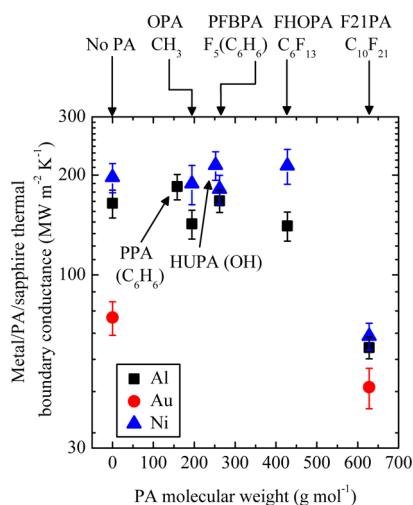 OPA PFBPA FHOPA F21PA
No PA CH₃ F₅(C₆H₆) C₆F₁₃ C₁₀F₂₁
300
200
100
30
Metal/PA/sapphire thermal
boundary conductance (MW m⁻² K⁻¹)
PPA
(C₆H₆)
HUPA (OH)
Al
Au
Ni
0 100 200 300 400 500 600 700
PA molecular weight (g mol⁻¹)